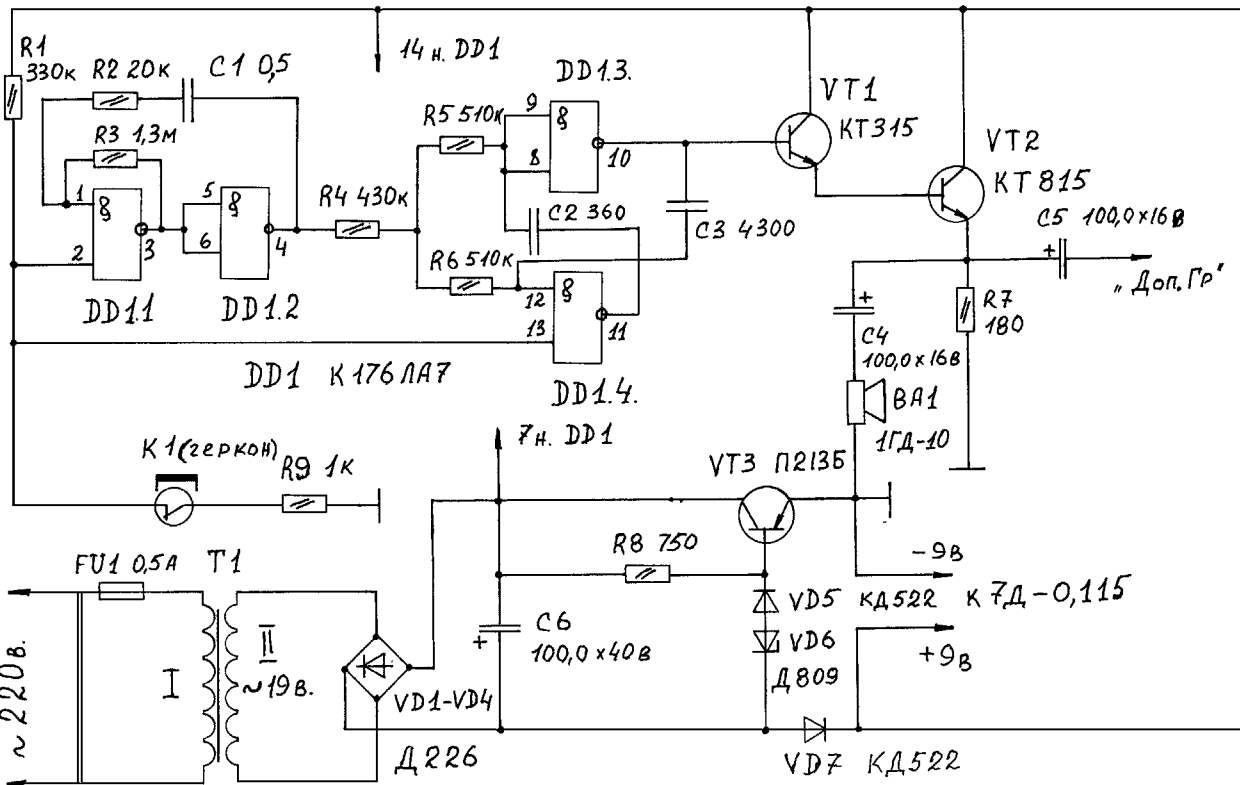 R1
330к
R2 20к
C1 0,5
14 н. DD1
R3 1,3м
R5 510к
DD1.3.
9
8
&
10
VT1
КТ315
VT2
КТ815
1
2
&
3
DD1.1
5
6
&
4
DD1.2
R4 430к
C2 360
C3 4300
R6 510к
12
13
&
11
DD1.4.
DD1 К176ЛА7
C5 100,0×16в
„Доп. Гр"
R7
180
C4
100,0×16в
BA1
1ГД-10
К1(геркон)
R9 1к
7 н. DD1
VT3 П213Б
R8 750
FU1 0,5А
T1
~220в.
I
II
~19в.
VD1-VD4
Д226
C6
100,0×40в
VD5 КД522
VD6
Д809
-9в
К 7Д-0,115
+9в
VD7 КД522